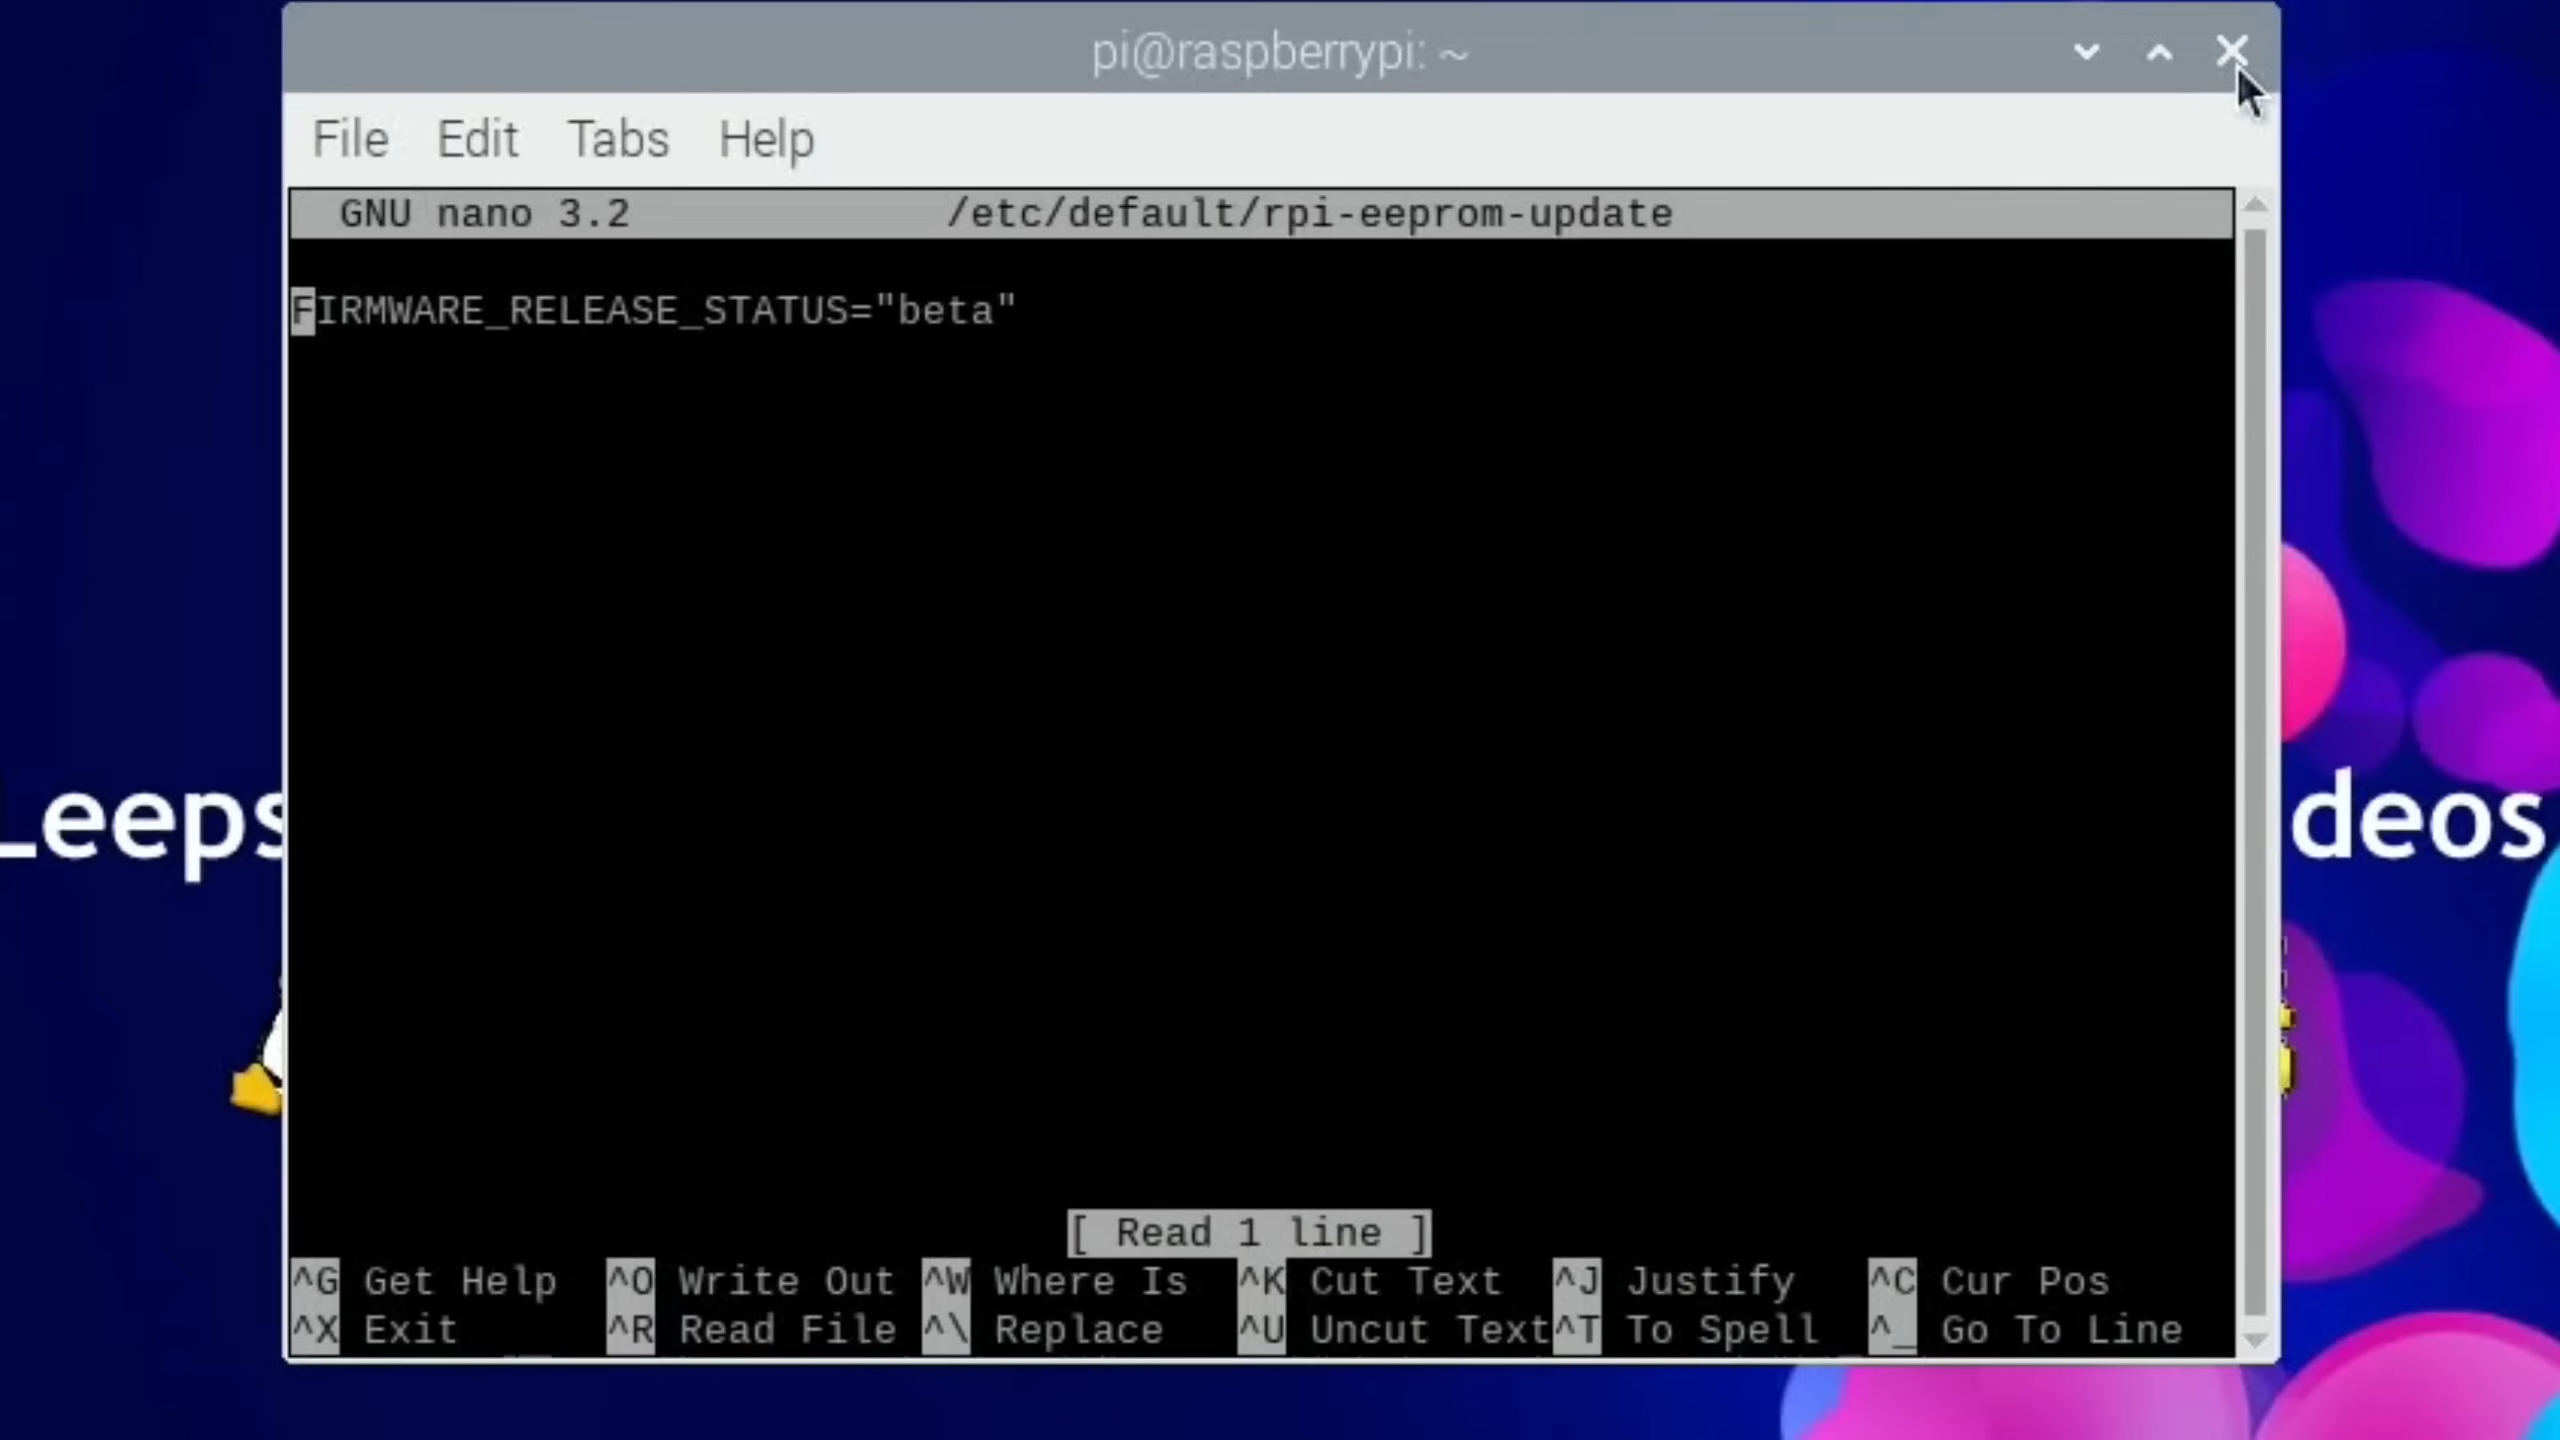 pi@raspberrypi: ~
File Edit Tabs Help
GNU nano 3.2 /etc/default/rpi-eeprom-update
FIRMWARE_RELEASE_STATUS="beta"
Leeps
deos
[ Read 1 line ]
^G Get Help ^O Write Out ^W Where Is ^K Cut Text ^J Justify ^C Cur Pos
^X Exit ^R Read File ^\ Replace ^U Uncut Text ^T To Spell ^_ Go To Line